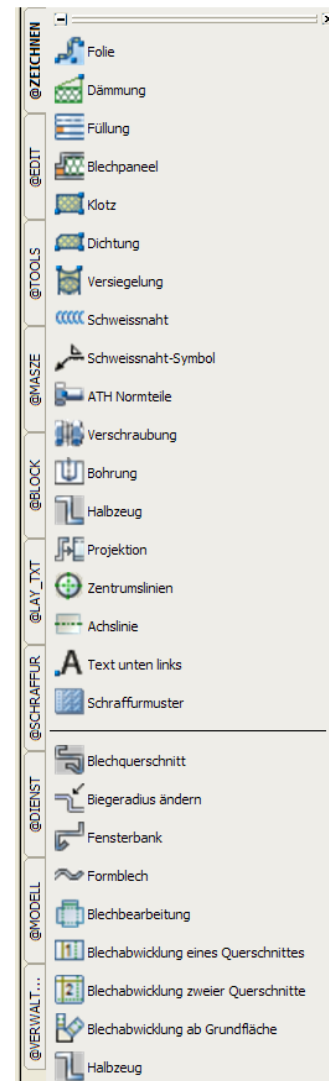 @ZEICHNEN
@EDIT
@TOOLS
@MASZE
@BLOCK
@LAY_TXT
@SCHRAFFUR
@DIENST
@MODELL
@VERWALT...
Folie
Dämmung
Füllung
Blechpaneel
Klotz
Dichtung
Versiegelung
Schweissnaht
Schweissnaht-Symbol
ATH Normteile
Verschraubung
Bohrung
Halbzeug
Projektion
Zentrumslinien
Achslinie
Text unten links
Schraffurmuster
Blechquerschnitt
Biegeradius ändern
Fensterbank
Formblech
Blechbearbeitung
Blechabwicklung eines Querschnittes
Blechabwicklung zweier Querschnitte
Blechabwicklung ab Grundfläche
Halbzeug